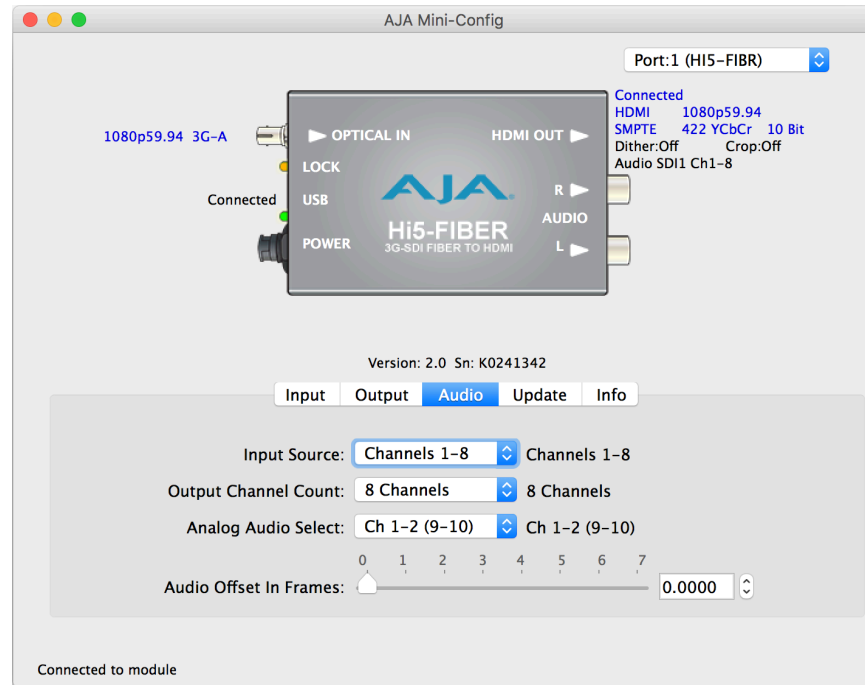 AJA Mini-Config
Port:1 (HI5-FIBR)
Connected
HDMI 1080p59.94
SMPTE 422 YCbCr 10 Bit
Dither:Off Crop:Off
Audio SDI1 Ch1-8
1080p59.94 3G-A
OPTICAL IN
HDMI OUT
LOCK
Connected
USB
POWER
AJA
R
AUDIO
L
Hi5-FIBER
3G-SDI FIBER TO HDMI
Version: 2.0 Sn: K0241342
Input Output Audio Update Info
Input Source: Channels 1-8 Channels 1-8
Output Channel Count: 8 Channels 8 Channels
Analog Audio Select: Ch 1-2 (9-10) Ch 1-2 (9-10)
0 1 2 3 4 5 6 7
Audio Offset In Frames: 0.0000
Connected to module